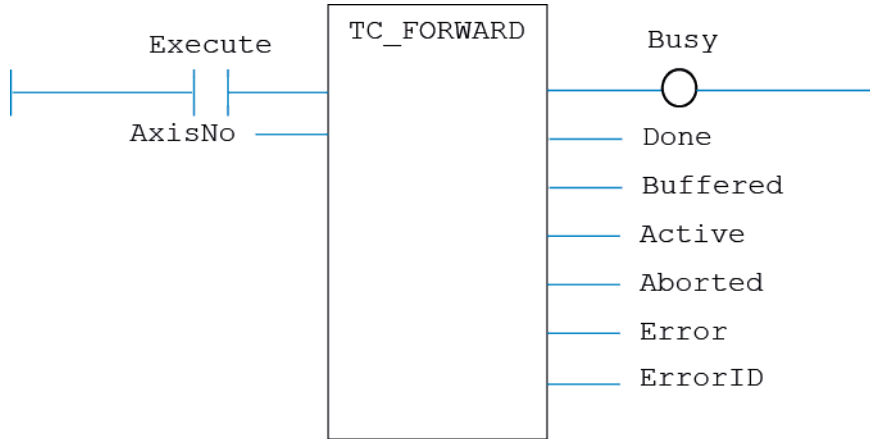 TC_FORWARD
Execute
Busy
AxisNo
Done
Buffered
Active
Aborted
Error
ErrorID